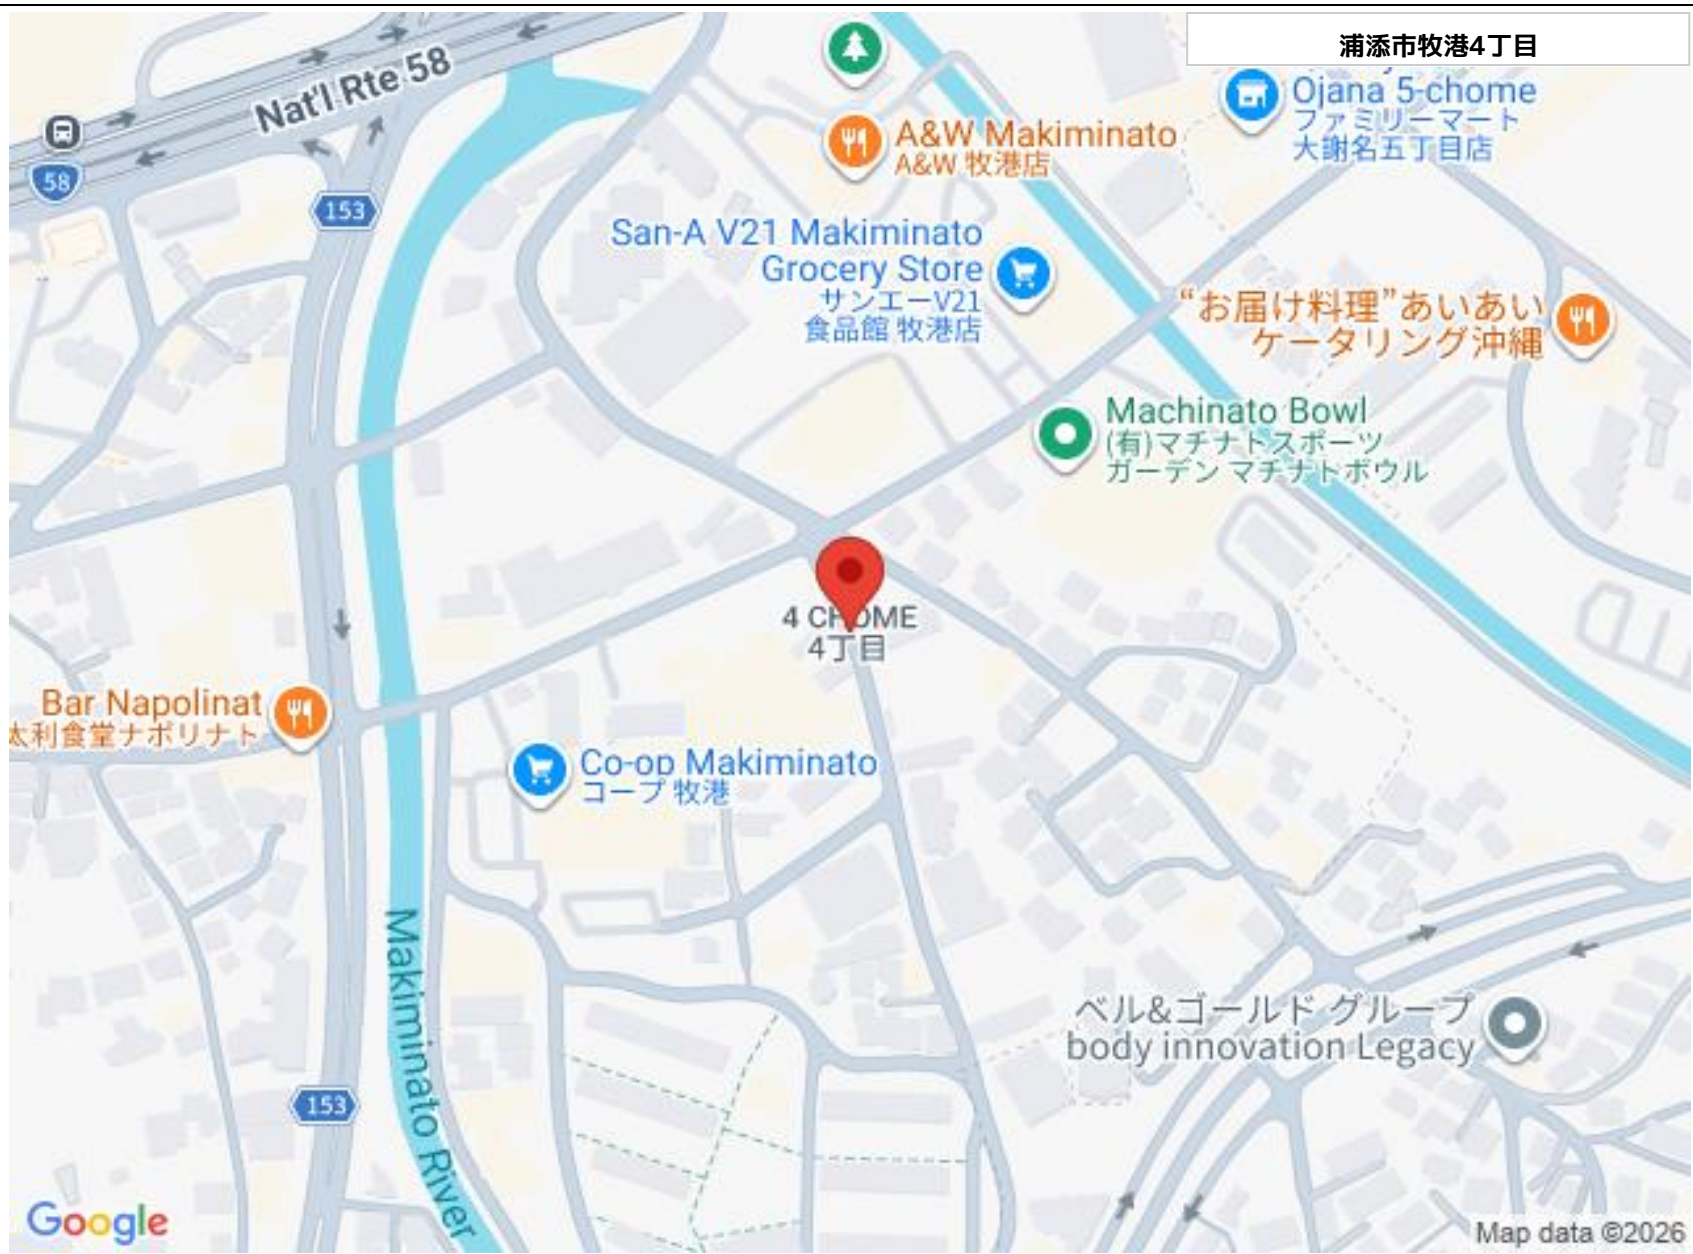 浦添市牧港4丁目
Nat'l Rte 58
58
153
A&W Makiminato
A&W 牧港店
Ojana 5-chome
ファミリーマート
大謝名五丁目店
San-A V21 Makiminato
Grocery Store
サンエーV21
食品館 牧港店
“お届け料理”あいあい
ケータリング沖縄
Machinato Bowl
(有)マチナトスポーツ
ガーデン マチナトボウル
4 CHOME
4丁目
Bar Napolinat
太利食堂ナポリナト
Co-op Makiminato
コープ 牧港
Makiminato River
ベル&ゴールド グループ
body innovation Legacy
153
Google
Map data ©2026